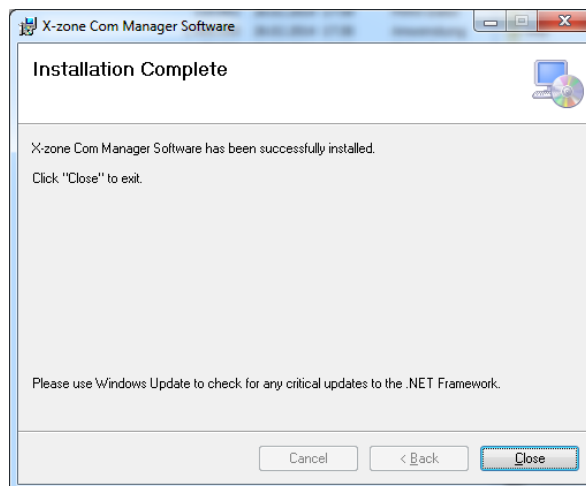 X-zone Com Manager Software
Installation Complete
X-zone Com Manager Software has been successfully installed.
Click "Close" to exit.
Please use Windows Update to check for any critical updates to the .NET Framework.
Cancel
< Back
Close